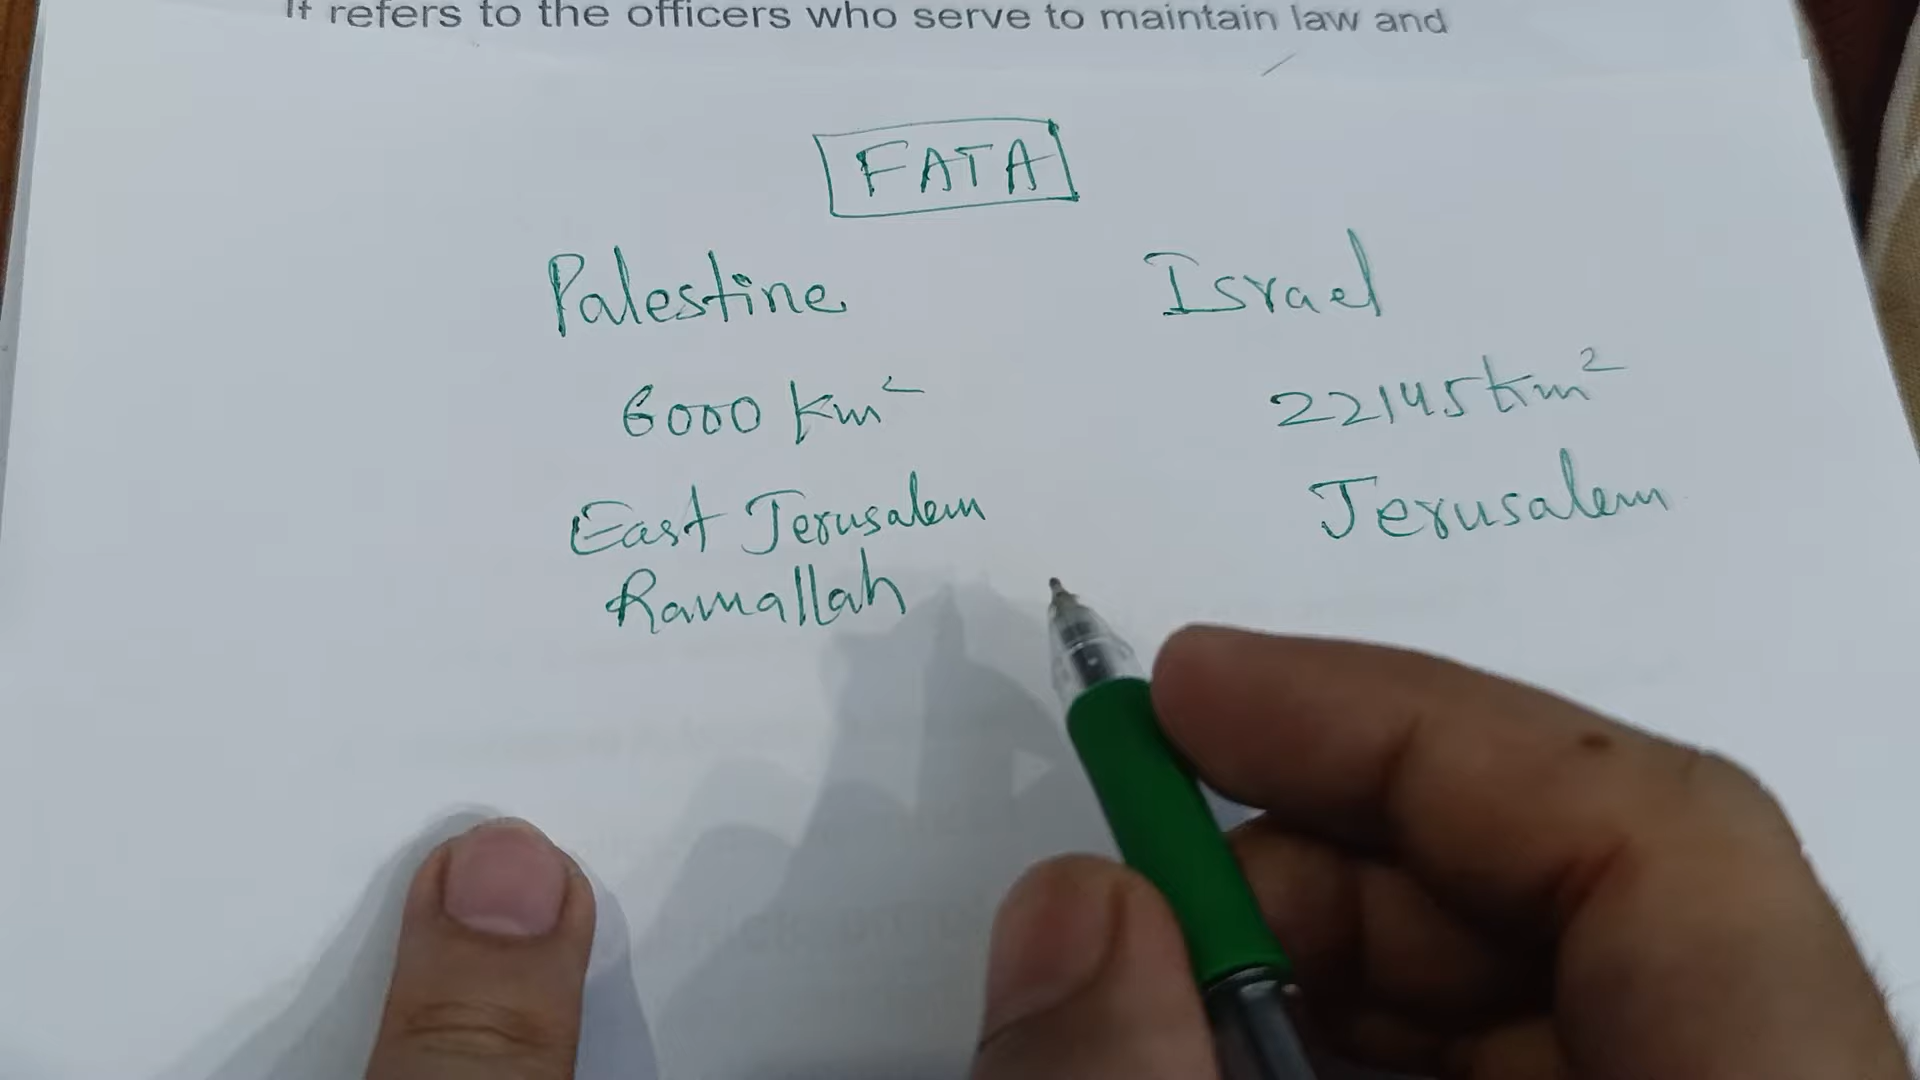 It refers to the officers who serve to maintain law and
FATA
Palestine Israel
6000 km² 22145 km²
East Jerusalem Jerusalem
Ramallah